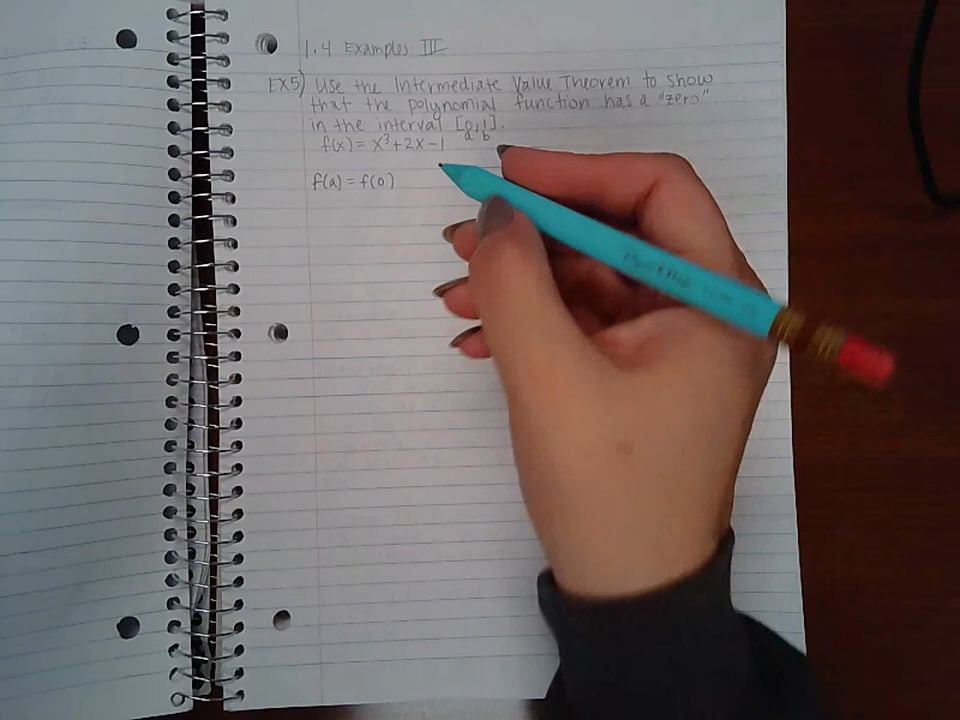 1.4 Examples III
EX5) Use the Intermediate Value Theorem to show
that the polynomial function has a "zero"
in the interval [0,1].
a b
f(x) = x³+2x-1
f(a) = f(0)